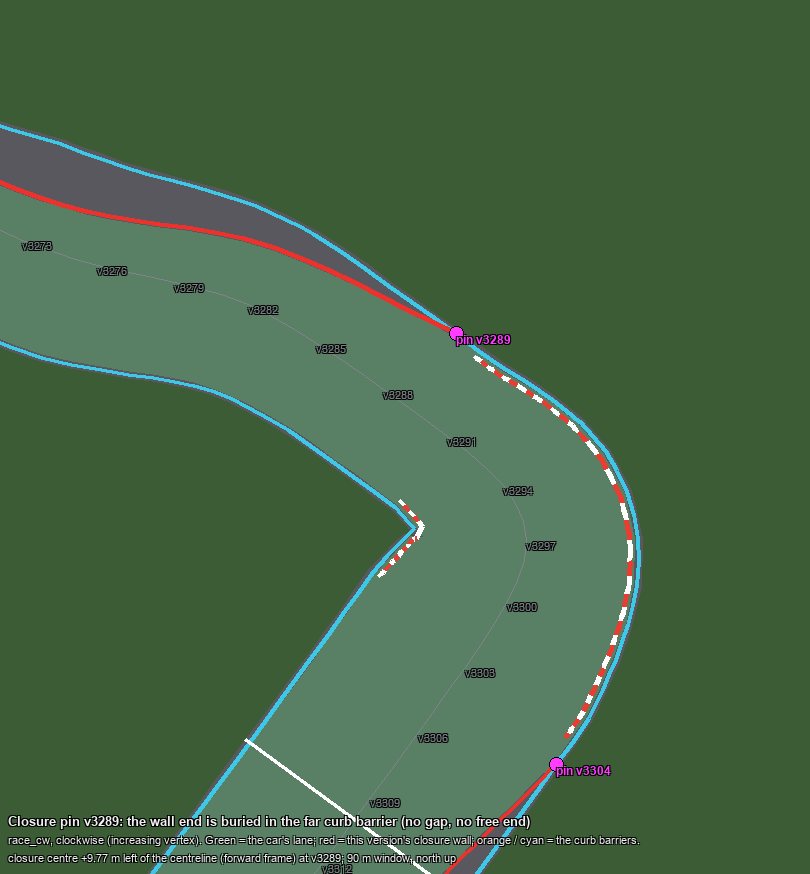 v3273
v3276
v3279
v3282
pin v3289
v3285
v3288
v3291
v3294
v3297
v3300
v3303
v3306
pin v3304
v3309
Closure pin v3289: the wall end is buried in the far curb barrier (no gap, no free end)
race_cw, clockwise (increasing vertex). Green = the car's lane; red = this version's closure wall; orange / cyan = the curb barriers.
closure centre +9.77 m left of the centreline (forward frame) at v3289; 90 m window, north up
v3312